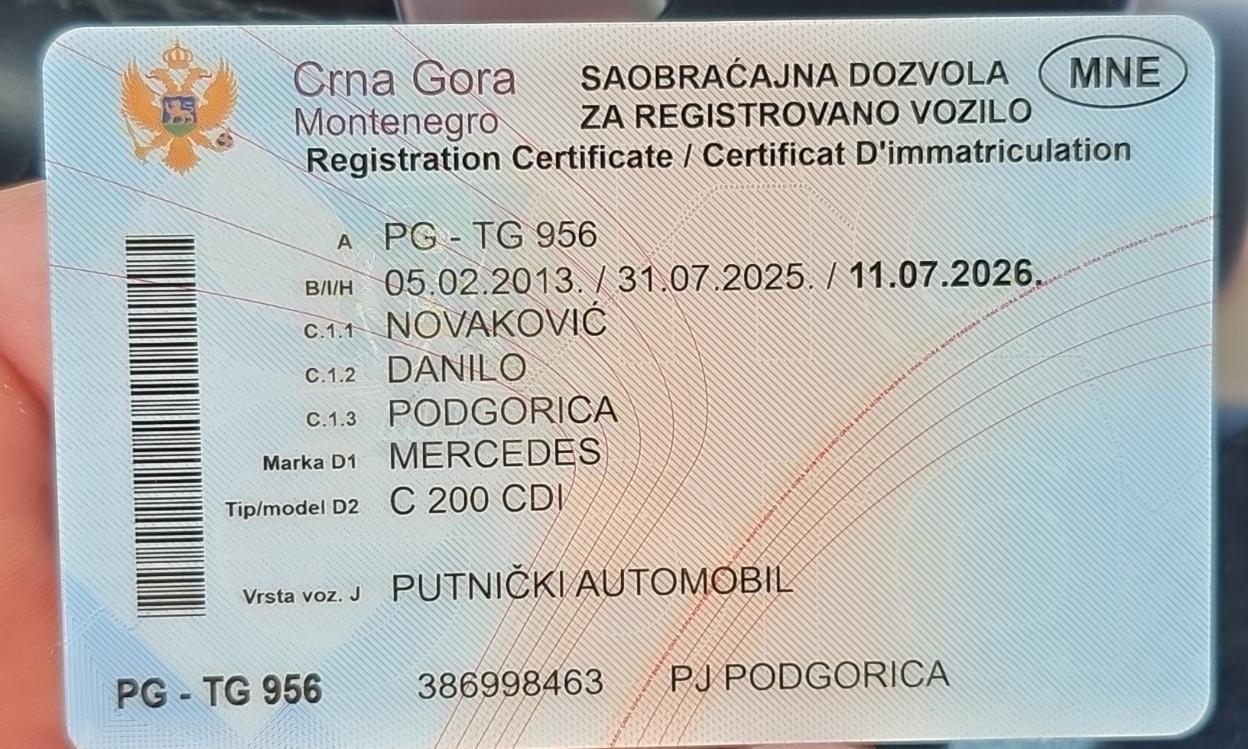 Crna Gora
Montenegro
SAOBRAĆAJNA DOZVOLA
ZA REGISTROVANO VOZILO
MNE
Registration Certificate / Certificat D'immatriculation
A PG - TG 956
B/I/H 05.02.2013. / 31.07.2025. / 11.07.2026.
C.1.1 NOVAKOVIĆ
C.1.2 DANILO
C.1.3 PODGORICA
Marka D1 MERCEDES
Tip/model D2 C 200 CDI
Vrsta voz. J PUTNIČKI AUTOMOBIL
PG - TG 956 386998463 PJ PODGORICA